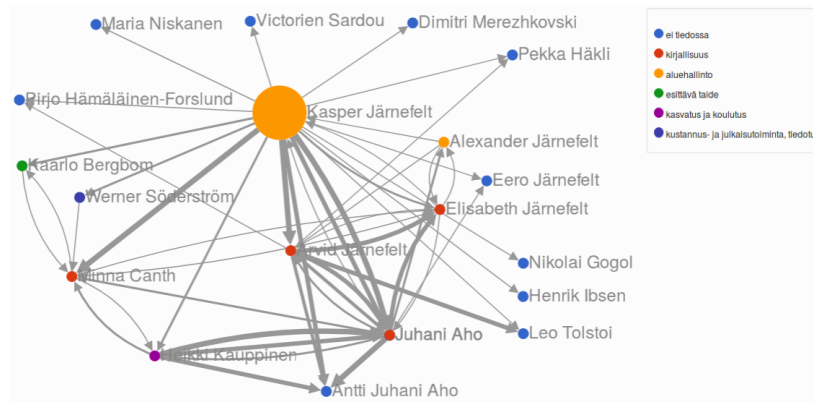 Maria Niskanen
Victorien Sardou
Dimitri Merezhkovski
Pekka Häkli
Pirjo Hämäläinen-Forslund
Kasper Järnefelt
Alexander Järnefelt
Kaarlo Bergbom
Eero Järnefelt
Werner Söderström
Elisabeth Järnefelt
Arvid Järnefelt
Nikolai Gogol
Minna Canth
Henrik Ibsen
Leo Tolstoi
Juhani Aho
Heikki Kauppinen
Antti Juhani Aho
ei tiedossa
kirjallisuus
aluehallinto
esittävä taide
kasvatus ja koulutus
kustannus- ja julkaisutoiminta, tiedotu